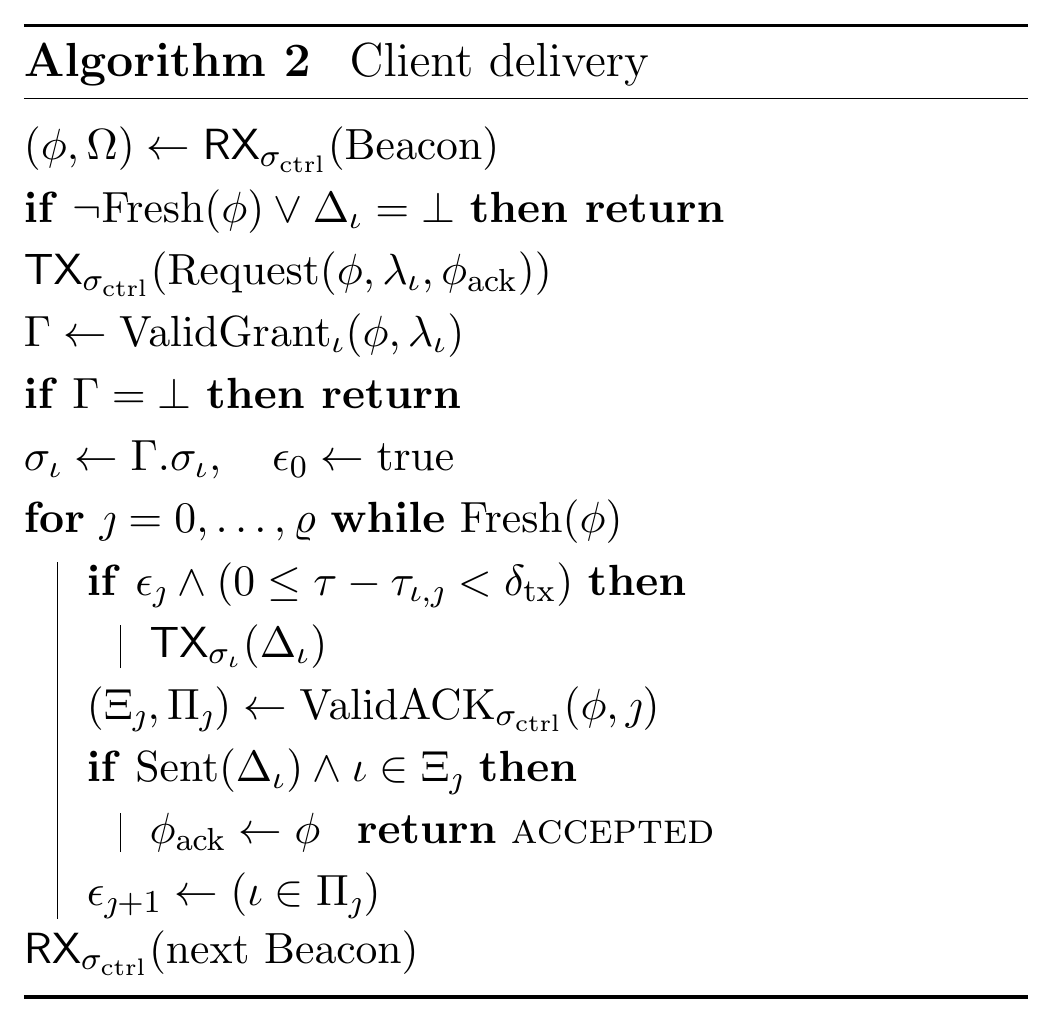 Algorithm 2 Client delivery
(ϕ, Ω) ← RX_{σ_ctrl}(Beacon)
if ¬Fresh(ϕ) ∨ Δ_ι = ⊥ then return
TX_{σ_ctrl}(Request(ϕ, λ_ι, ϕ_ack))
Γ ← ValidGrant_ι(ϕ, λ_ι)
if Γ = ⊥ then return
σ_ι ← Γ.σ_ι, ϵ_0 ← true
for ȷ = 0, . . . , ϱ while Fresh(ϕ)
if ϵ_ȷ ∧ (0 ≤ τ − τ_{ι,ȷ} < δ_tx) then
TX_{σ_ι}(Δ_ι)
(Ξ_ȷ, Π_ȷ) ← ValidACK_{σ_ctrl}(ϕ, ȷ)
if Sent(Δ_ι) ∧ ι ∈ Ξ_ȷ then
ϕ_ack ← ϕ return ACCEPTED
ϵ_{ȷ+1} ← (ι ∈ Π_ȷ)
RX_{σ_ctrl}(next Beacon)